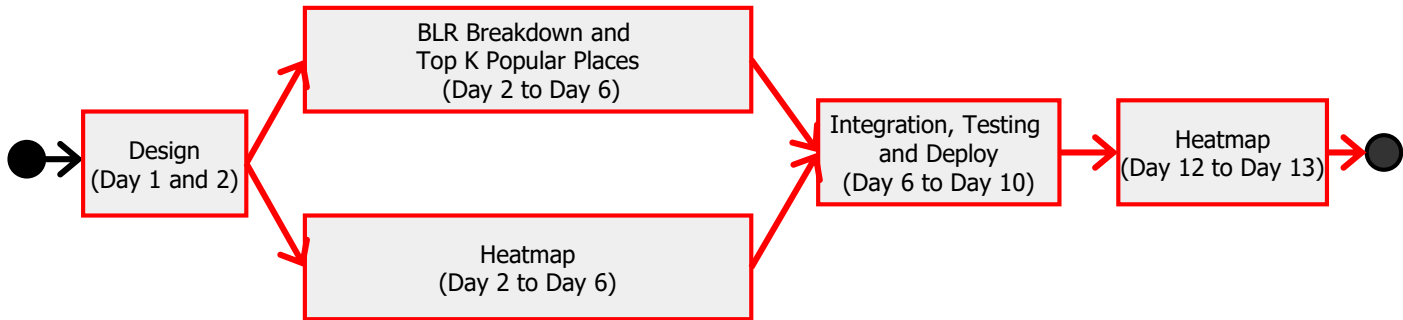 BLR Breakdown and
Top K Popular Places
(Day 2 to Day 6)
Design
(Day 1 and 2)
Heatmap
(Day 2 to Day 6)
Integration, Testing
and Deploy
(Day 6 to Day 10)
Heatmap
(Day 12 to Day 13)